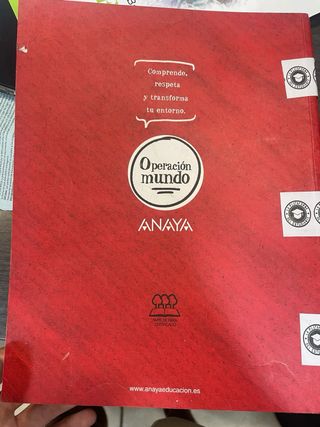 Comprende,
respeta
y transforma
tu entorno.
Operación
mundo
ANAYA
www.anayaeducacion.es